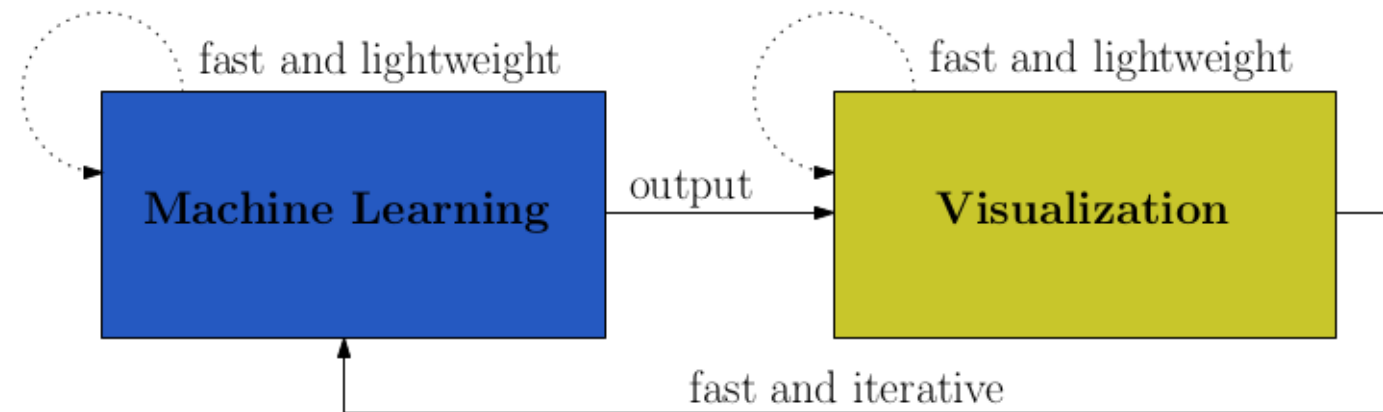 fast and lightweight
fast and lightweight
Machine Learning
output
Visualization
fast and iterative